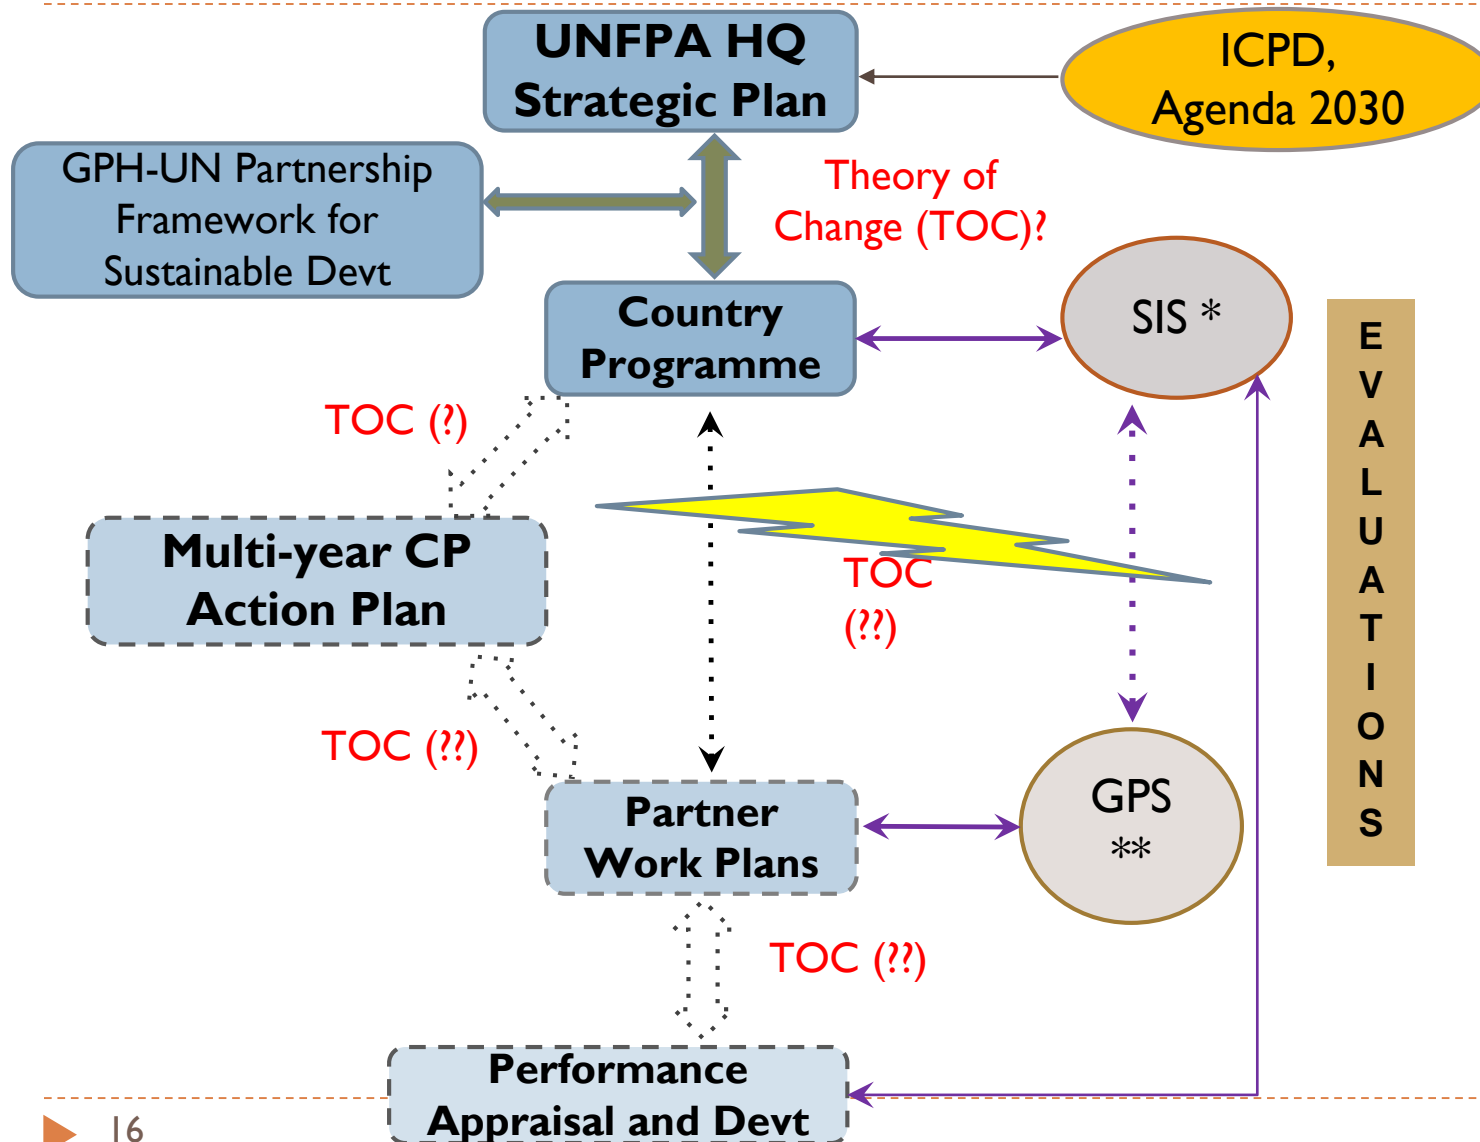 UNFPA HQ
Strategic Plan
ICPD,
Agenda 2030
GPH-UN Partnership
Framework for
Sustainable Devt
Theory of
Change (TOC)?
Country
Programme
SIS *
TOC (?)
Multi-year CP
Action Plan
TOC
(??)
TOC (??)
Partner
Work Plans
GPS
**
TOC (??)
Performance
Appraisal and Devt
E
V
A
L
U
A
T
I
O
N
S
16